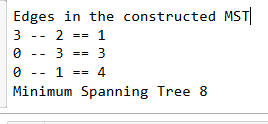 Edges in the constructed MST
3 -- 2 == 1
0 -- 3 == 3
0 -- 1 == 4
Minimum Spanning Tree 8